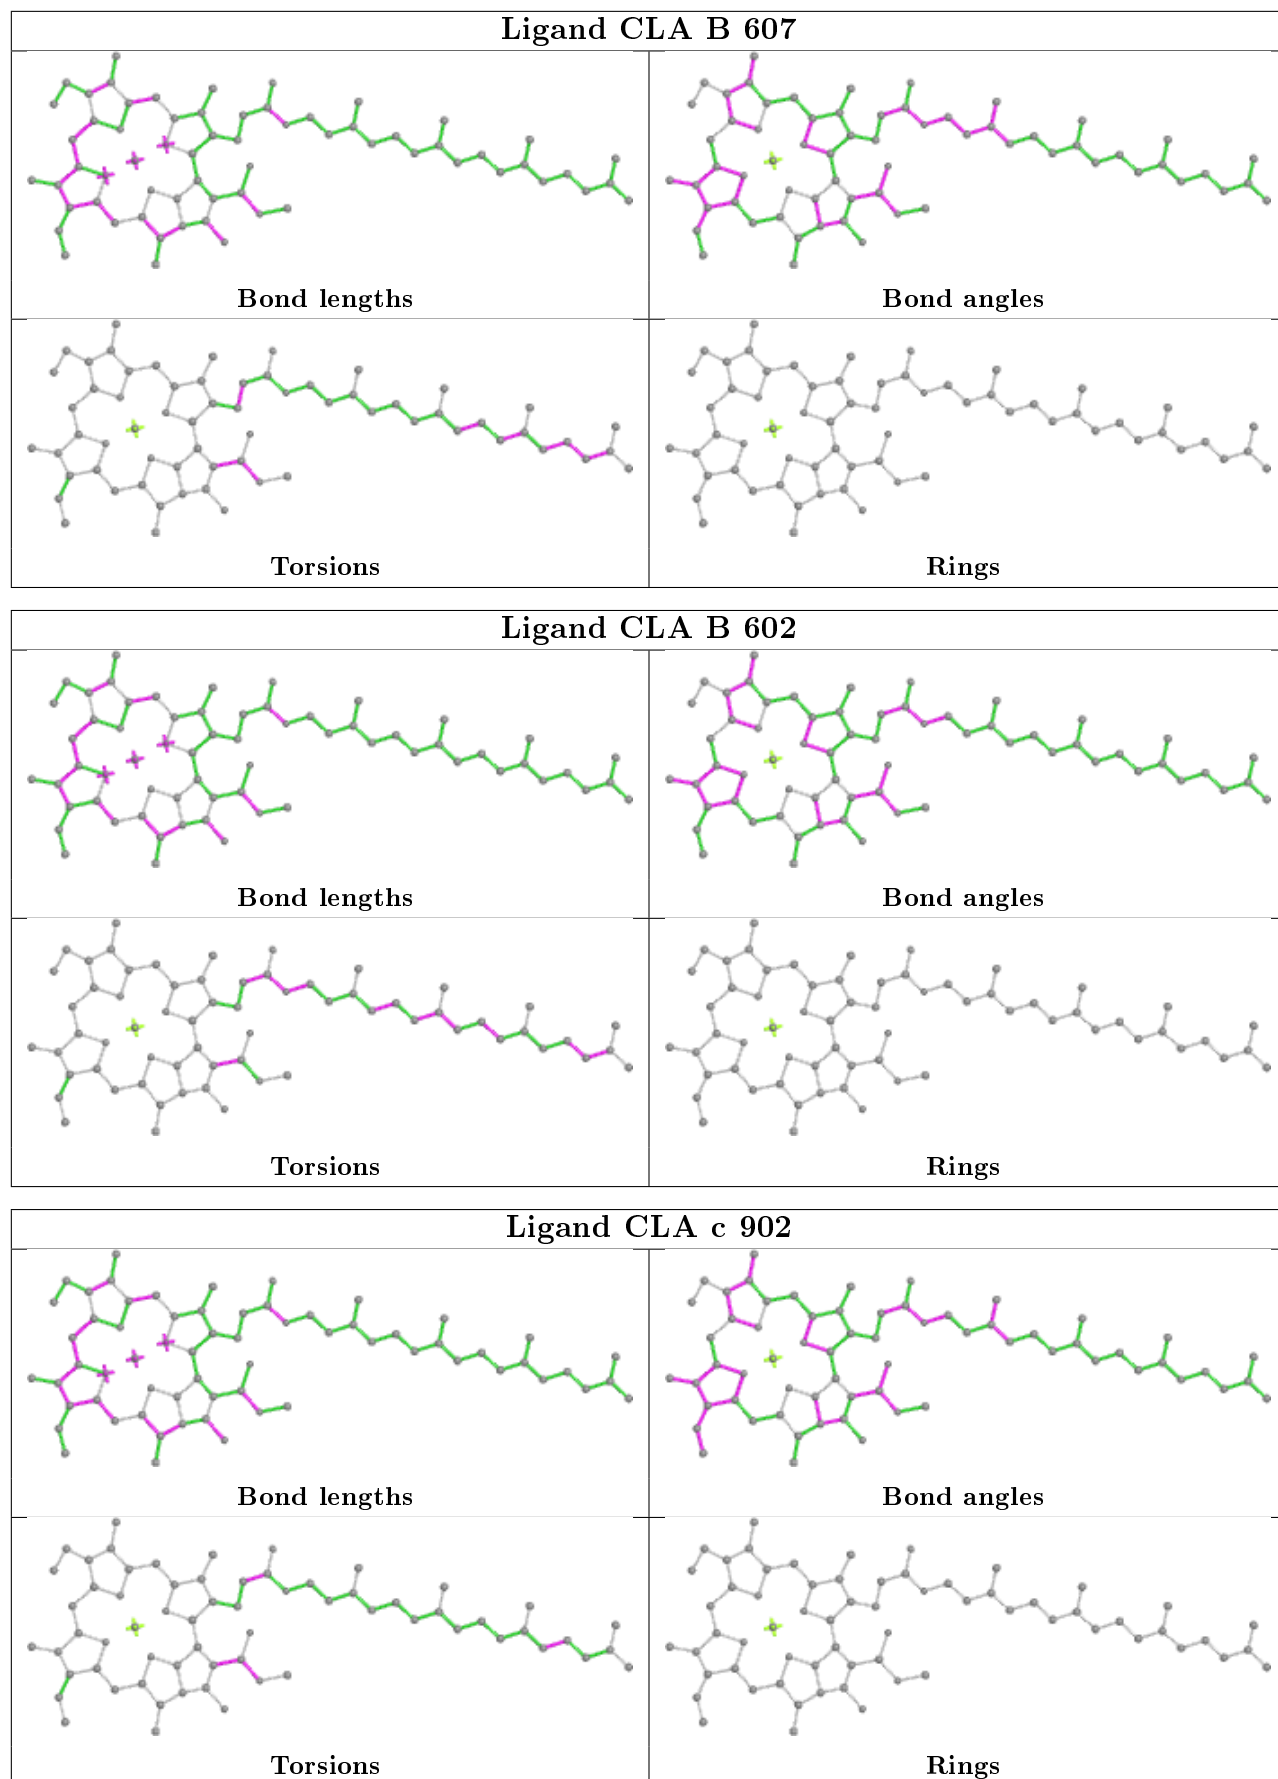 Ligand CLA B 607
Bond lengths
Bond angles
Torsions
Rings
Ligand CLA B 602
Bond lengths
Bond angles
Torsions
Rings
Ligand CLA c 902
Bond lengths
Bond angles
Torsions
Rings